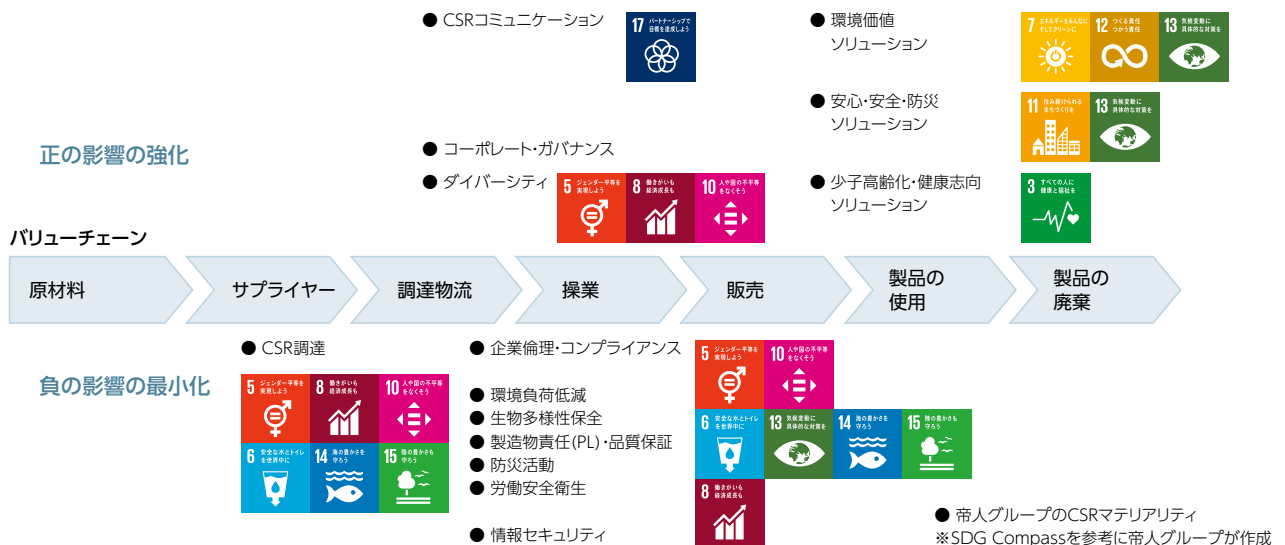 ● CSRコミュニケーション
17 パートナーシップで
目標を達成しよう
● 環境価値
ソリューション
7 エネルギーをみんなに
そしてクリーンに
12 つくる責任
つかう責任
13 気候変動に
具体的な対策を
● 安心・安全・防災
ソリューション
11 住み続けられる
まちづくりを
13 気候変動に
具体的な対策を
正の影響の強化
● コーポレート・ガバナンス
● ダイバーシティ
5 ジェンダー平等を
実現しよう
8 働きがいも
経済成長も
10 人や国の不平等
をなくそう
● 少子高齢化・健康志向
ソリューション
3 すべての人に
健康と福祉を
バリューチェーン
原材料
サプライヤー
調達物流
操業
販売
製品の
使用
製品の
廃棄
負の影響の最小化
● CSR調達
5 ジェンダー平等を
実現しよう
8 働きがいも
経済成長も
10 人や国の不平等
をなくそう
6 安全な水とトイレ
を世界中に
14 海の豊かさを
守ろう
15 陸の豊かさも
守ろう
● 企業倫理・コンプライアンス
● 環境負荷低減
● 生物多様性保全
● 製造物責任(PL)・品質保証
● 防災活動
● 労働安全衛生
● 情報セキュリティ
5 ジェンダー平等を
実現しよう
10 人や国の不平等
をなくそう
6 安全な水とトイレ
を世界中に
13 気候変動に
具体的な対策を
14 海の豊かさを
守ろう
15 陸の豊かさも
守ろう
8 働きがいも
経済成長も
● 帝人グループのCSRマテリアリティ
※SDG Compassを参考に帝人グループが作成